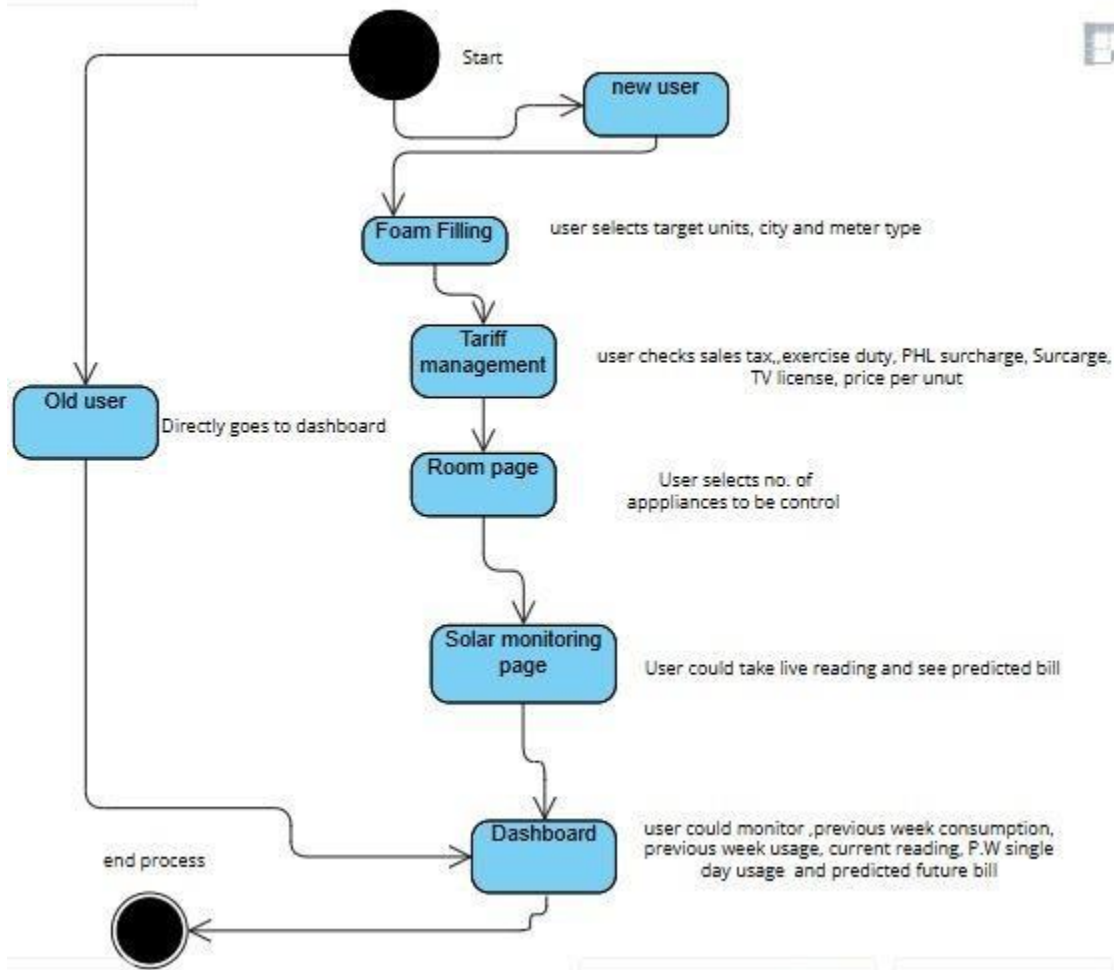 Start
new user
Foam Filling
user selects target units, city and meter type
Tariff
management
user checks sales tax,,exercise duty, PHL surcharge, Surcarge,
TV license, price per unut
Old user
Directly goes to dashboard
Room page
User selects no. of
apppliances to be control
Solar monitoring
page
User could take live reading and see predicted bill
Dashboard
user could monitor ,previous week consumption,
previous week usage, current reading, P.W single
day usage and predicted future bill
end process